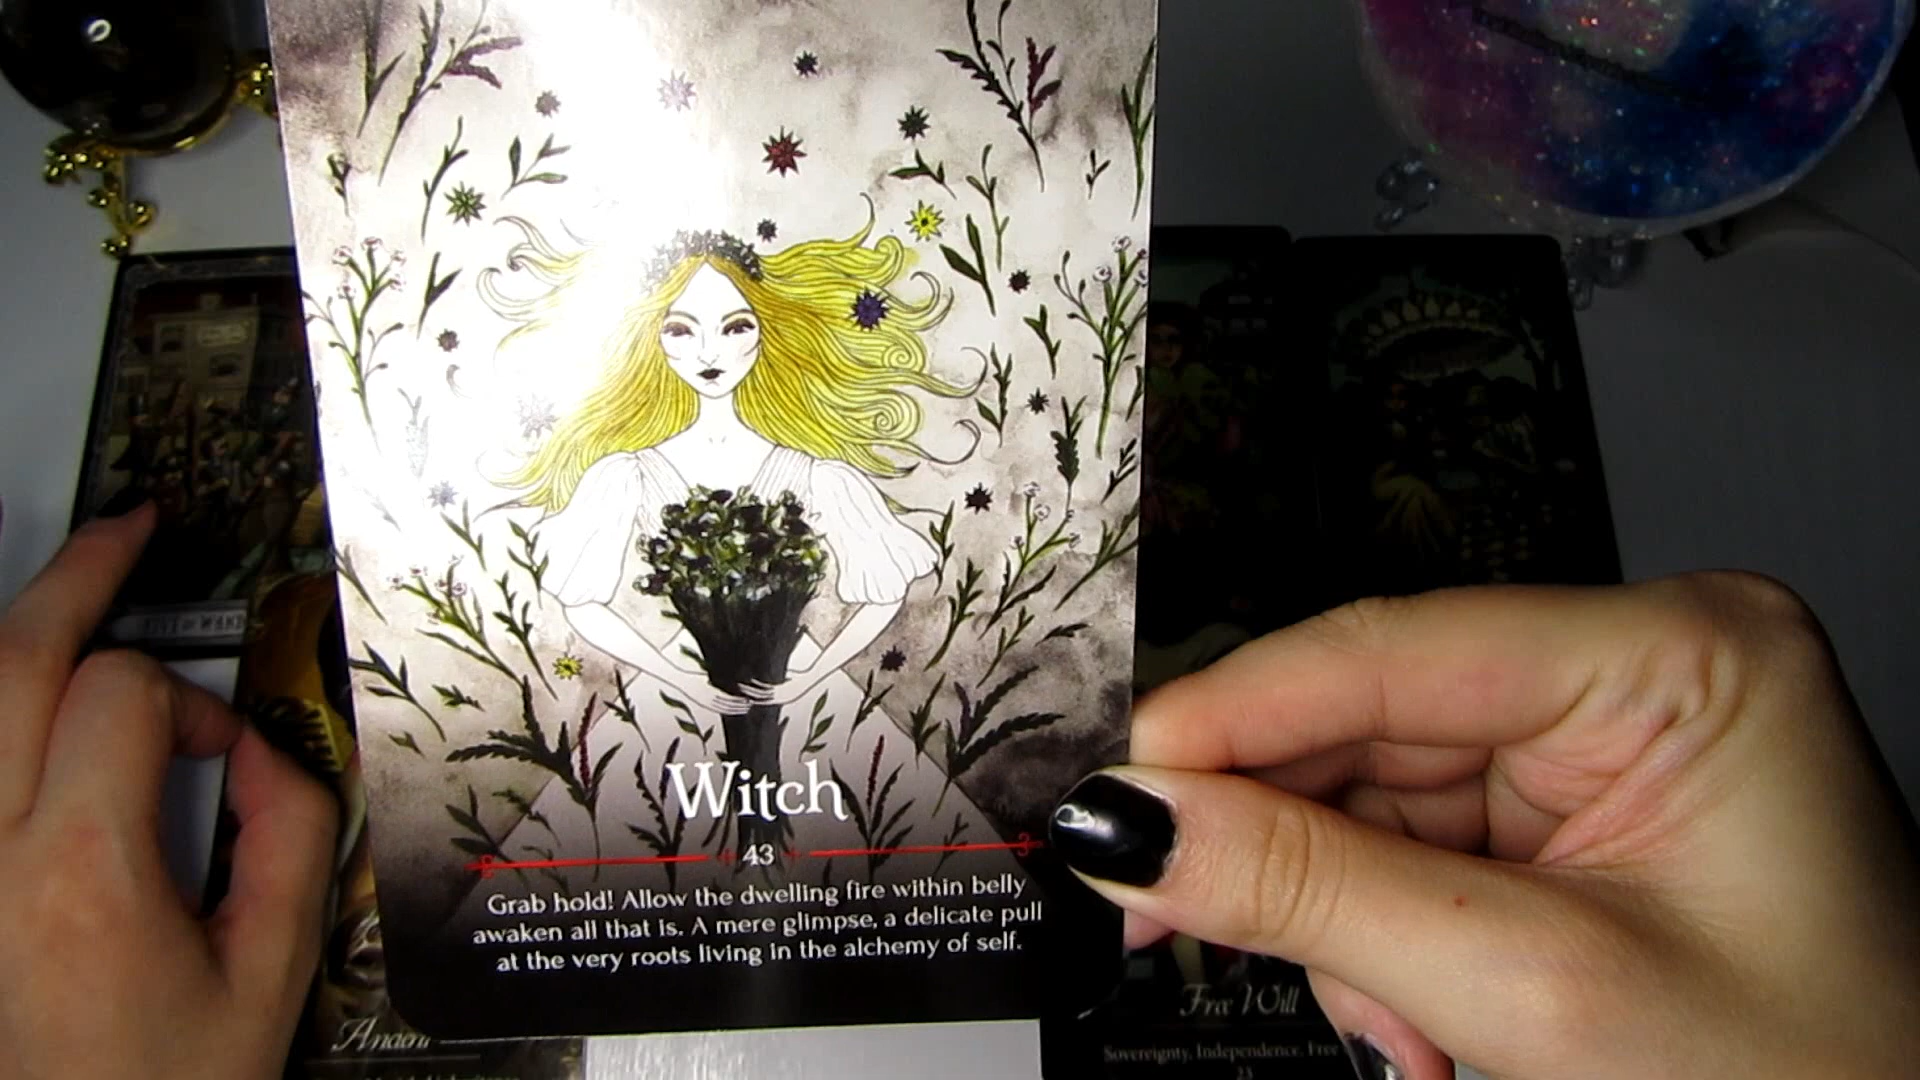 Witch
43
Grab hold! Allow the dwelling fire within belly
awaken all that is. A mere glimpse, a delicate pull
at the very roots living in the alchemy of self.
Free Will
Sovereignty, Independence, Free
23